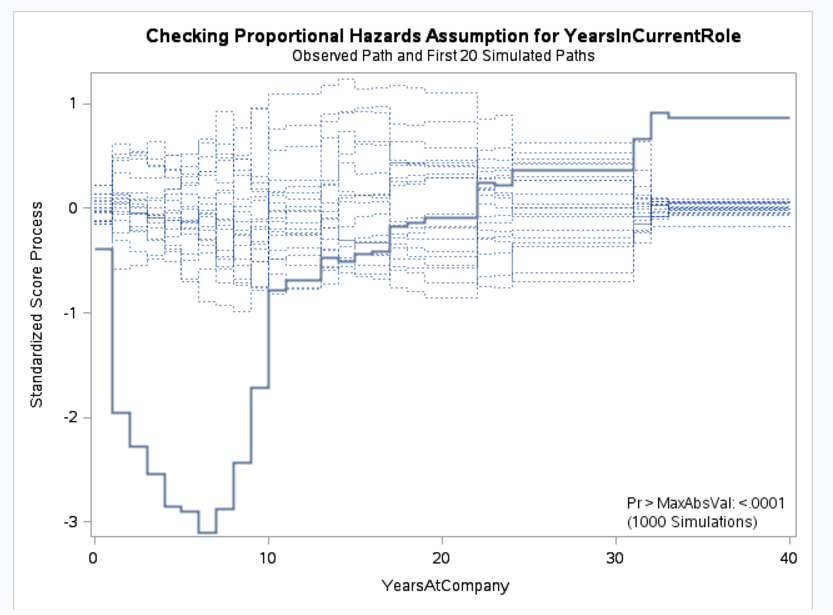 Checking Proportional Hazards Assumption for YearsInCurrentRole
Observed Path and First 20 Simulated Paths
Standardized Score Process
1
0
-1
-2
-3
Pr > MaxAbsVal: <.0001
(1000 Simulations)
0 10 20 30 40
YearsAtCompany